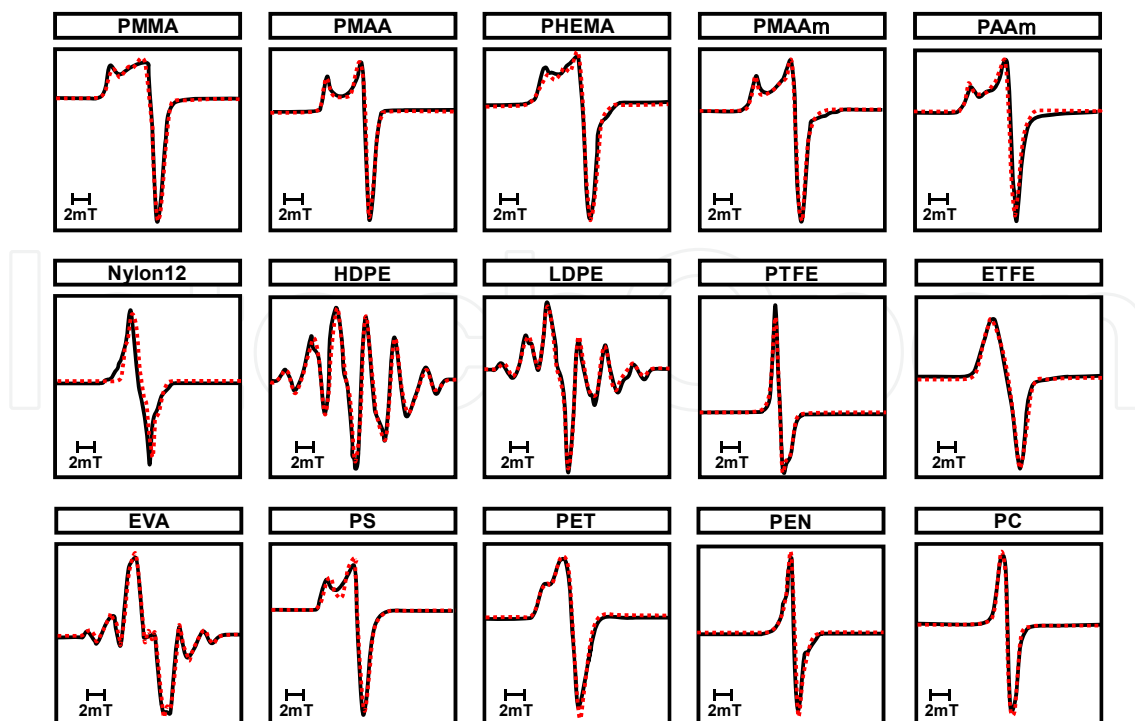 PMMA PMAA PHEMA PMAAm PAAm
2mT 2mT 2mT 2mT 2mT
Nylon12 HDPE LDPE PTFE ETFE
2mT 2mT 2mT 2mT 2mT
EVA PS PET PEN PC
2mT 2mT 2mT 2mT 2mT